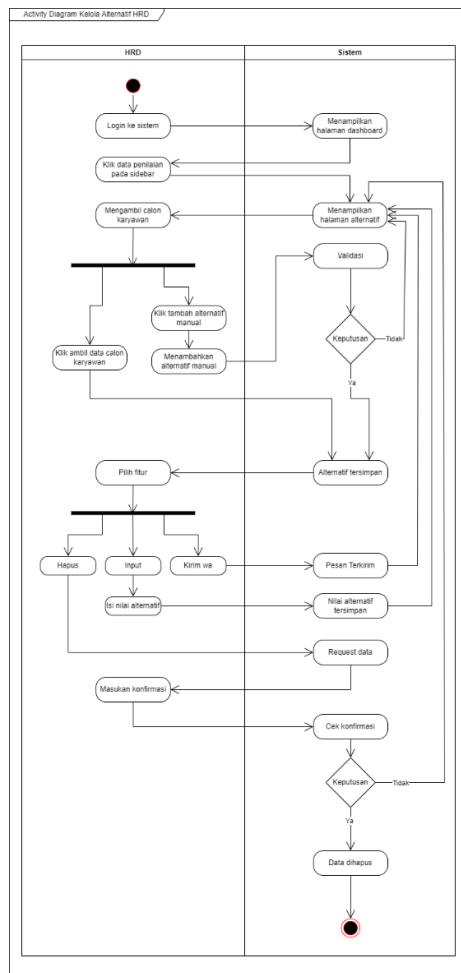 Activity Diagram Kelola Alternatif HRD
HRD
Sistem
Login ke sistem
Menampilkan
halaman dashboard
Klik data penilaian
pada sidebar
Mengambil calon
karyawan
Menampilkan
halaman alternatif
Validasi
Klik tambah alternatif
manual
Klik ambil data calon
karyawan
Menambahkan
alternatif manual
Keputusan
Tidak
Ya
Pilih fitur
Alternatif tersimpan
Hapus
Input
Kirim wa
Pesan Terkirim
Isi nilai alternatif
Nilai alternatif
tersimpan
Request data
Masukan konfirmasi
Cek konfirmasi
Keputusan
Tidak
Ya
Data dihapus